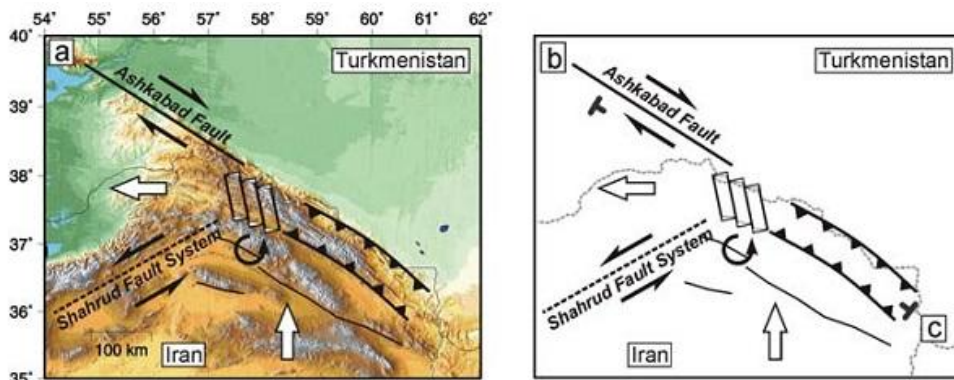 54° 55° 56° 57° 58° 59° 60° 61° 62°
40°
39°
38°
37°
36°
35°
a
Turkmenistan
Ashkabad Fault
Shahrud Fault System
100 km
Iran
b
Turkmenistan
Ashkabad Fault
Shahrud Fault System
Iran
c